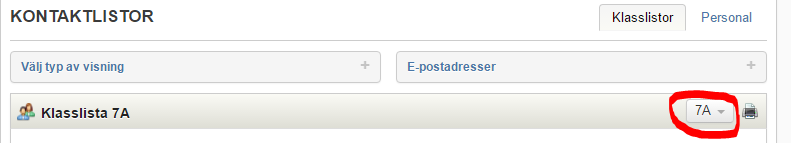 KONTAKTLISTOR
Klasslistor Personal
Välj typ av visning + E-postadresser +
Klasslista 7A 7A